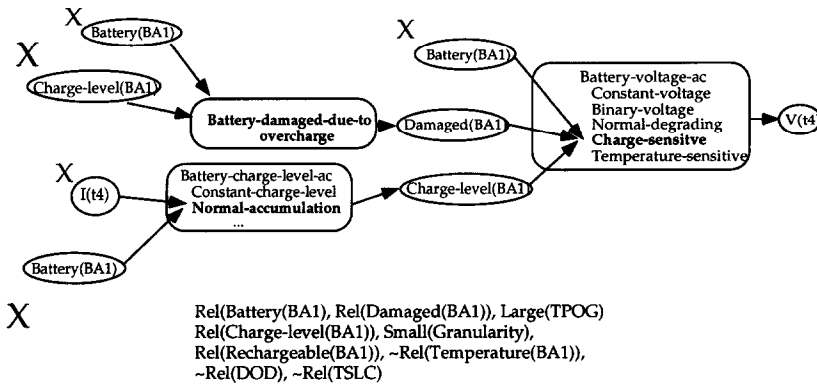 X
Battery(BA1)
X
Charge-level(BA1)
Battery-damaged-due-to
overcharge
Damaged(BA1)
X
Battery(BA1)
Battery-voltage-ac
Constant-voltage
Binary-voltage
Normal-degrading
Charge-sensitve
Temperature-sensitive
V(t4)
X
I(t4)
Battery(BA1)
Battery-charge-level-ac
Constant-charge-level
Normal-accumulation
...
Charge-level(BA1)
X
Rel(Battery(BA1), Rel(Damaged(BA1)), Large(TPOG)
Rel(Charge-level(BA1)), Small(Granularity),
Rel(Rechargeable(BA1)), ~Rel(Temperature(BA1)),
~Rel(DOD), ~Rel(TSLC)